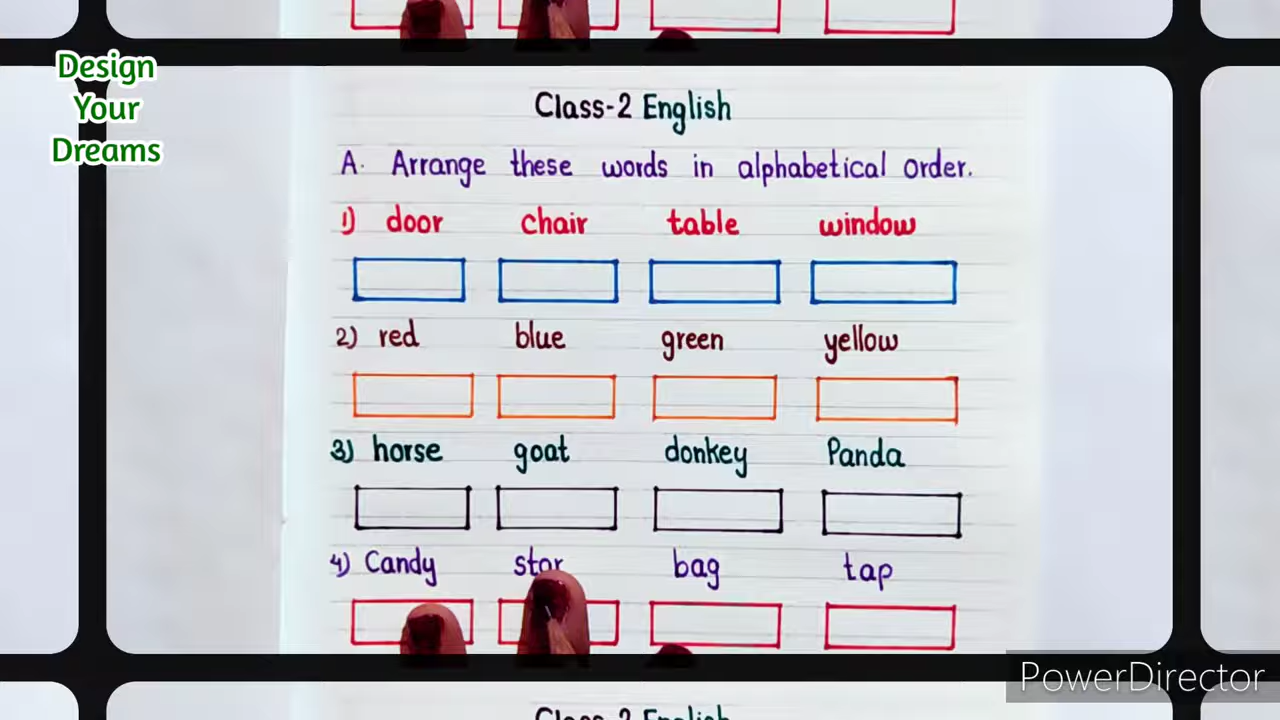 Design
Your
Dreams
Class-2 English
A. Arrange these words in alphabetical order.
1) door chair table window
2) red blue green yellow
3) horse goat donkey Panda
4) Candy star bag tap
PowerDirector